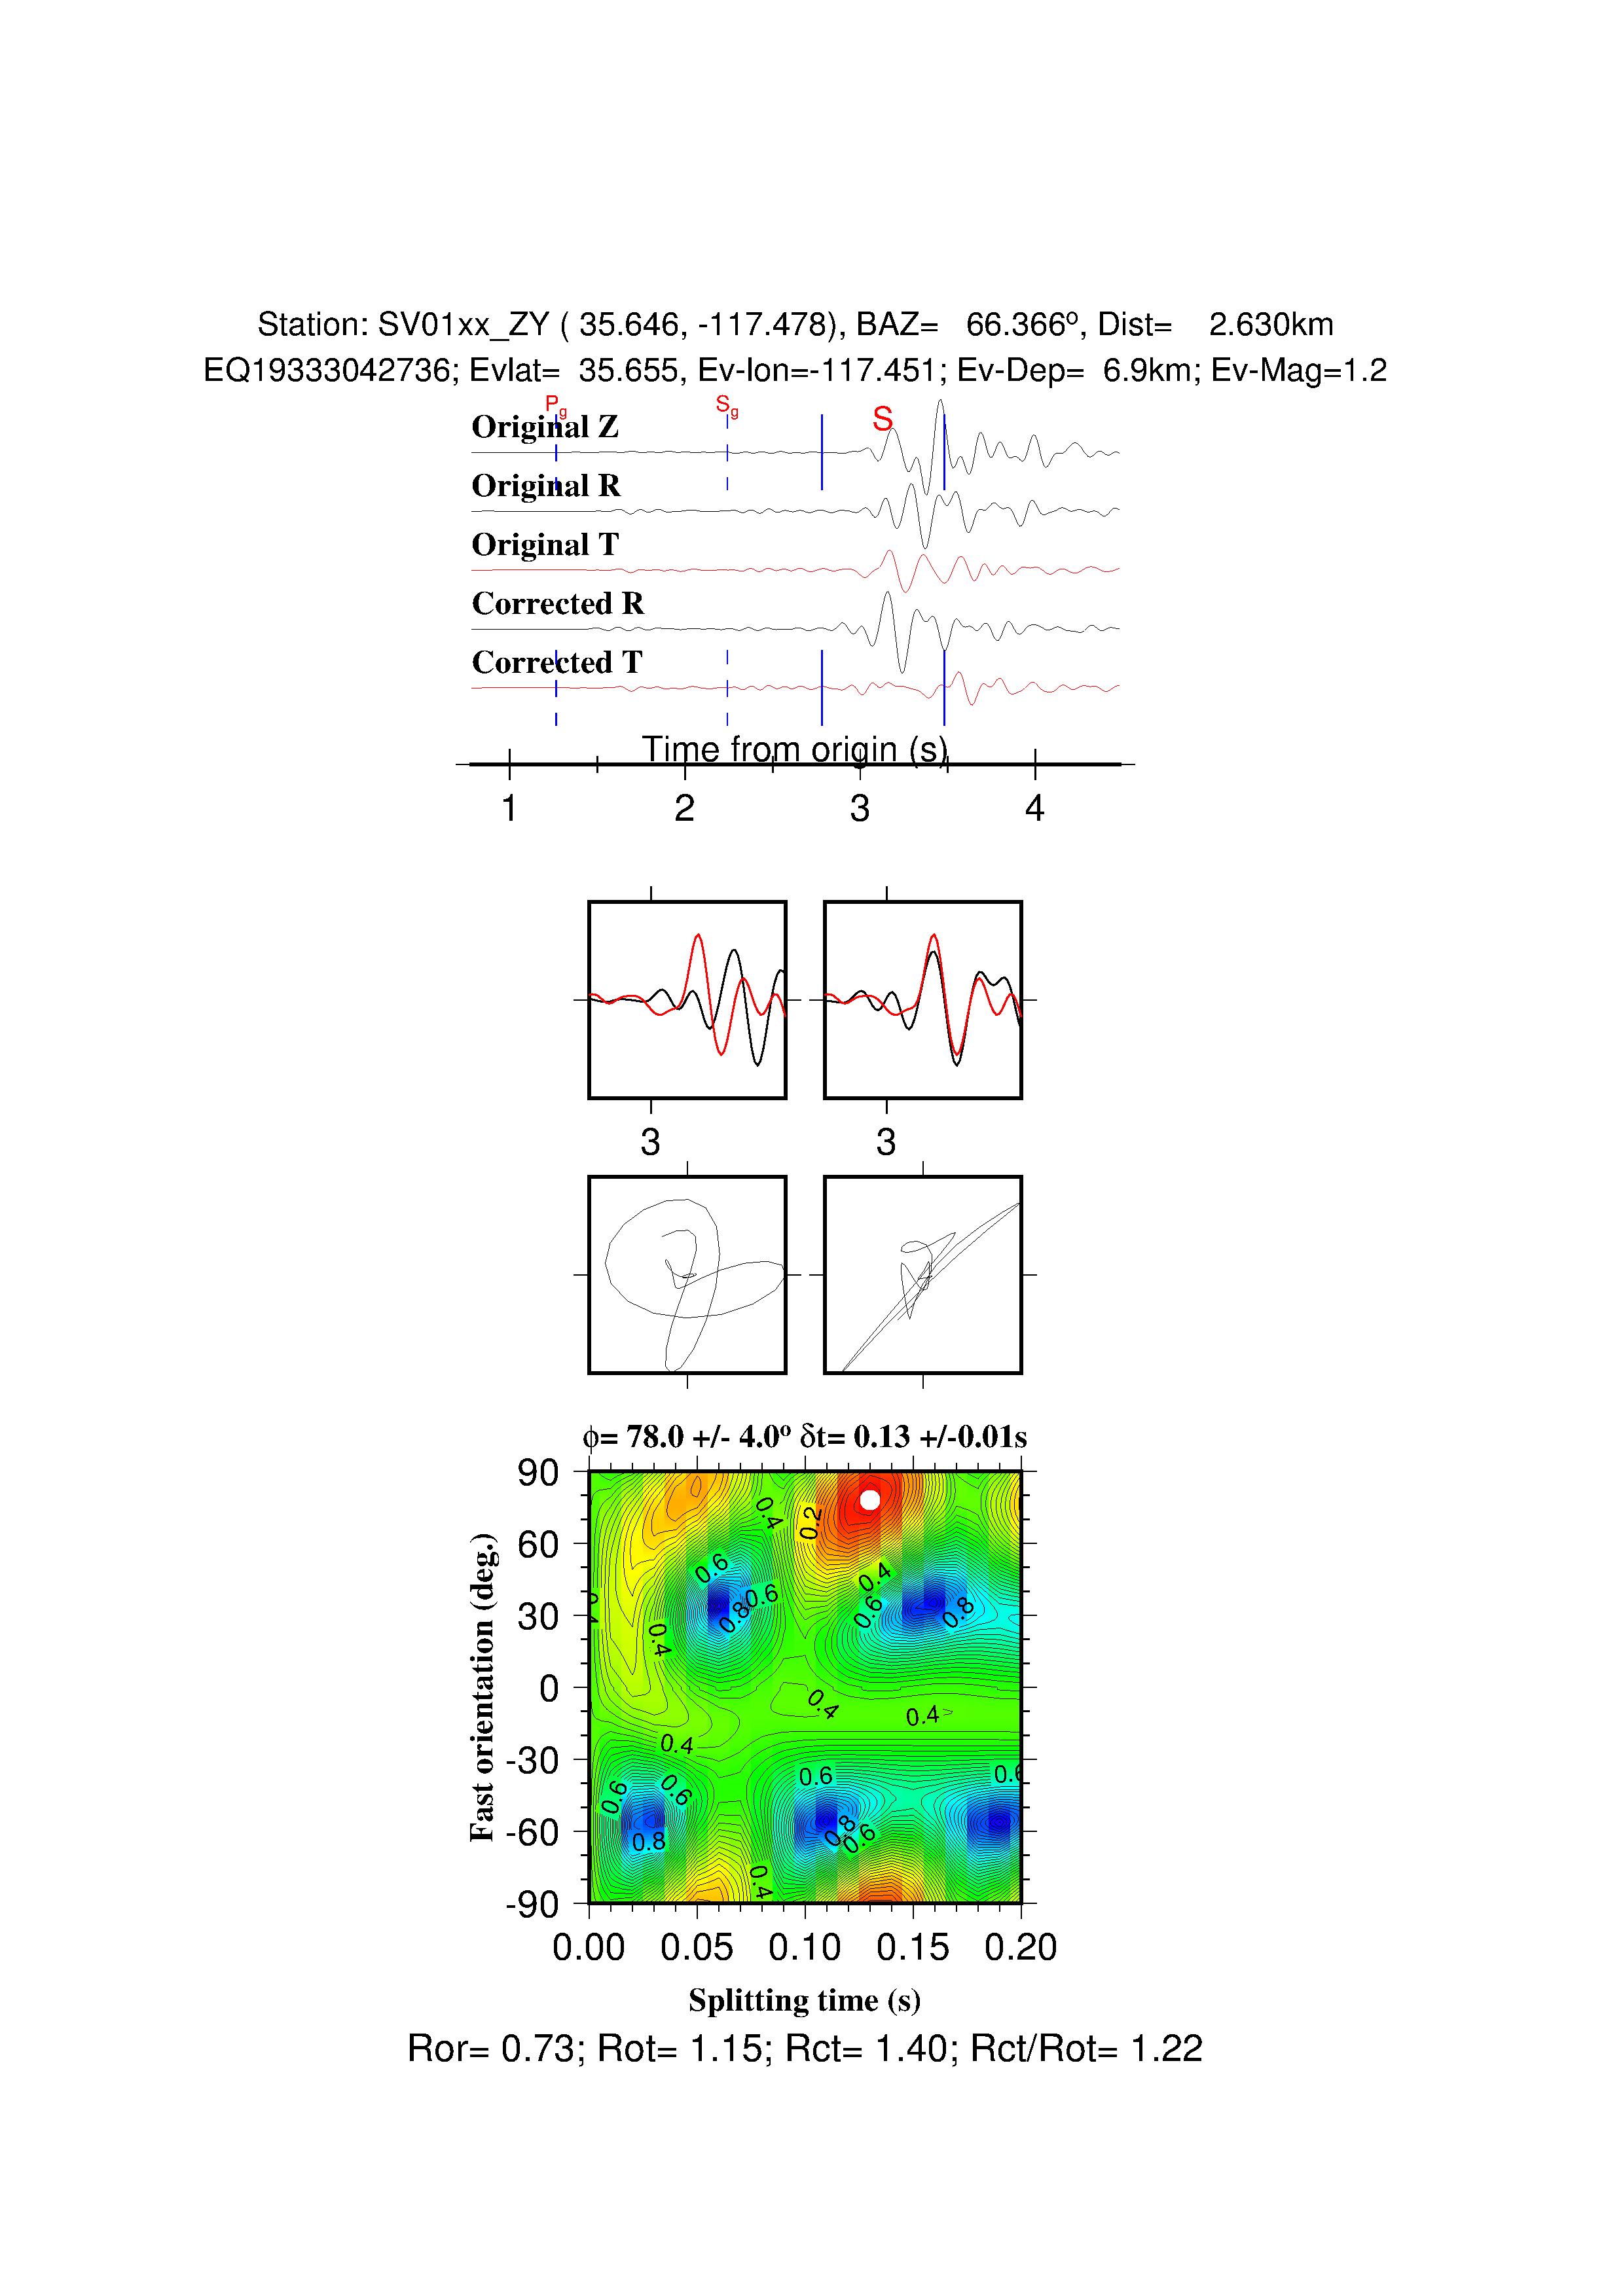 Station: SV01xx_ZY ( 35.646, -117.478), BAZ= 66.366º, Dist= 2.630km
EQ19333042736; Evlat= 35.655, Ev-lon=-117.451; Ev-Dep= 6.9km; Ev-Mag=1.2
Pg Sg S
Original Z
Original R
Original T
Corrected R
Corrected T
Time from origin (s)
1 2 3 4
3 3
ϕ= 78.0 +/- 4.0º δt= 0.13 +/-0.01s
Fast orientation (deg.)
90
60
30
0
-30
-60
-90
0.4 0.2
0.6 0.4
0.8 0.6 0.6 0.8
0.4 0.4
0.4 0.4
0.4
0.6 0.6 0.6 0.6
0.8 0.8 0.6
0.4
0.00 0.05 0.10 0.15 0.20
Splitting time (s)
Ror= 0.73; Rot= 1.15; Rct= 1.40; Rct/Rot= 1.22